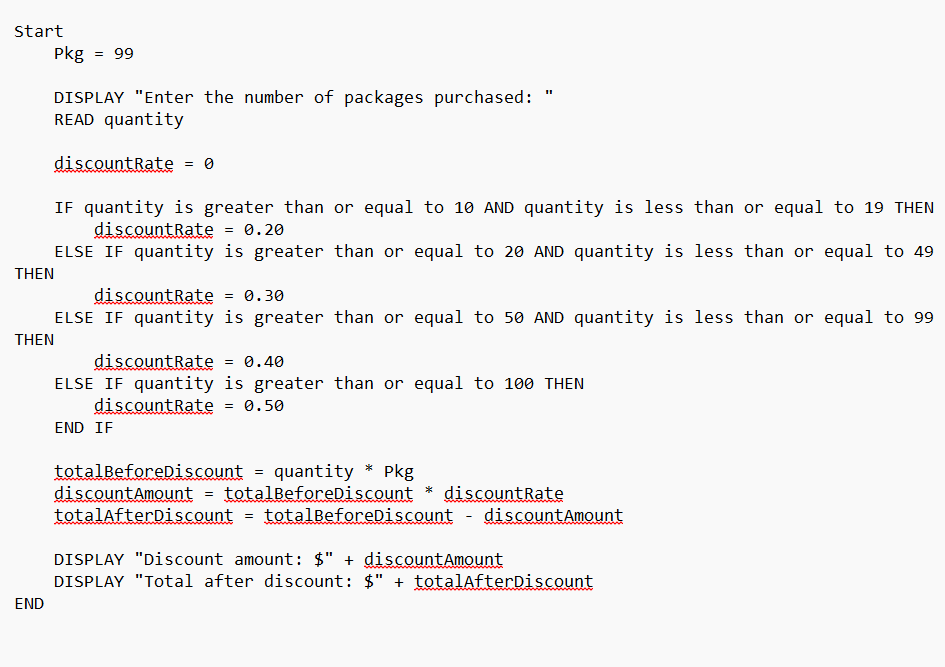 Start
Pkg = 99
DISPLAY "Enter the number of packages purchased: "
READ quantity
discountRate = 0
IF quantity is greater than or equal to 10 AND quantity is less than or equal to 19 THEN
discountRate = 0.20
ELSE IF quantity is greater than or equal to 20 AND quantity is less than or equal to 49
THEN
discountRate = 0.30
ELSE IF quantity is greater than or equal to 50 AND quantity is less than or equal to 99
THEN
discountRate = 0.40
ELSE IF quantity is greater than or equal to 100 THEN
discountRate = 0.50
END IF
totalBeforeDiscount = quantity * Pkg
discountAmount = totalBeforeDiscount * discountRate
totalAfterDiscount = totalBeforeDiscount - discountAmount
DISPLAY "Discount amount: $" + discountAmount
DISPLAY "Total after discount: $" + totalAfterDiscount
END